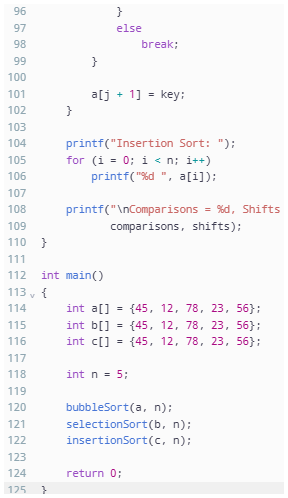 96 }
97 else
98 break;
99 }
100
101 a[j + 1] = key;
102 }
103
104 printf("Insertion Sort: ");
105 for (i = 0; i < n; i++)
106 printf("%d ", a[i]);
107
108 printf("\nComparisons = %d, Shifts
109 comparisons, shifts);
110 }
111
112 int main()
113 {
114 int a[] = {45, 12, 78, 23, 56};
115 int b[] = {45, 12, 78, 23, 56};
116 int c[] = {45, 12, 78, 23, 56};
117
118 int n = 5;
119
120 bubbleSort(a, n);
121 selectionSort(b, n);
122 insertionSort(c, n);
123
124 return 0;
125 }